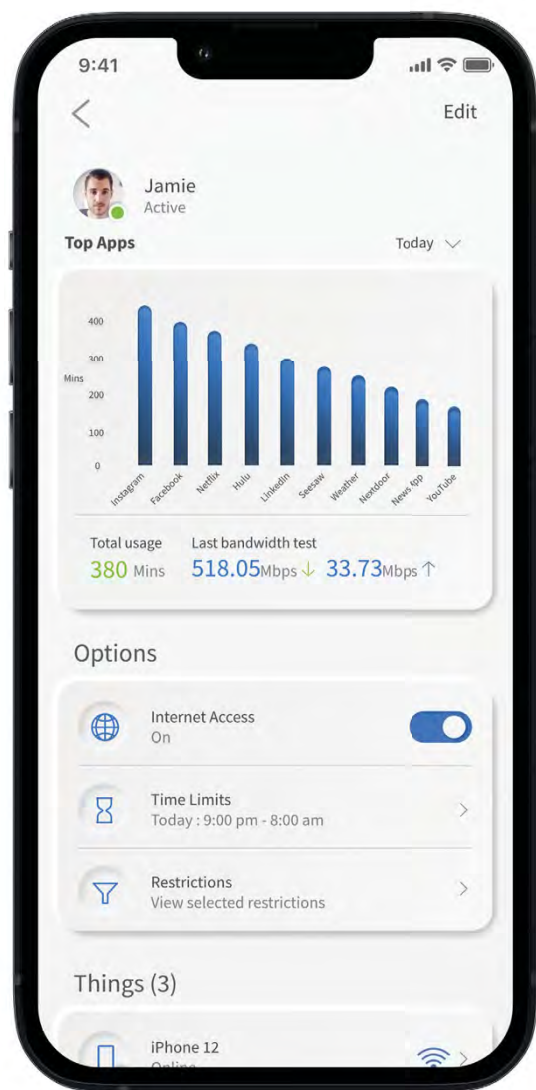 9:41
Edit
Jamie
Active
Top Apps
Today
400
300
Mins
200
100
0
Instagram
Facebook
Netflix
Hulu
LinkedIn
Seesaw
Weather
Nextdoor
News App
YouTube
Total usage Last bandwidth test
380 Mins 518.05Mbps ↓ 33.73Mbps ↑
Options
Internet Access
On
Time Limits
Today : 9:00 pm - 8:00 am
Restrictions
View selected restrictions
Things (3)
iPhone 12
Online